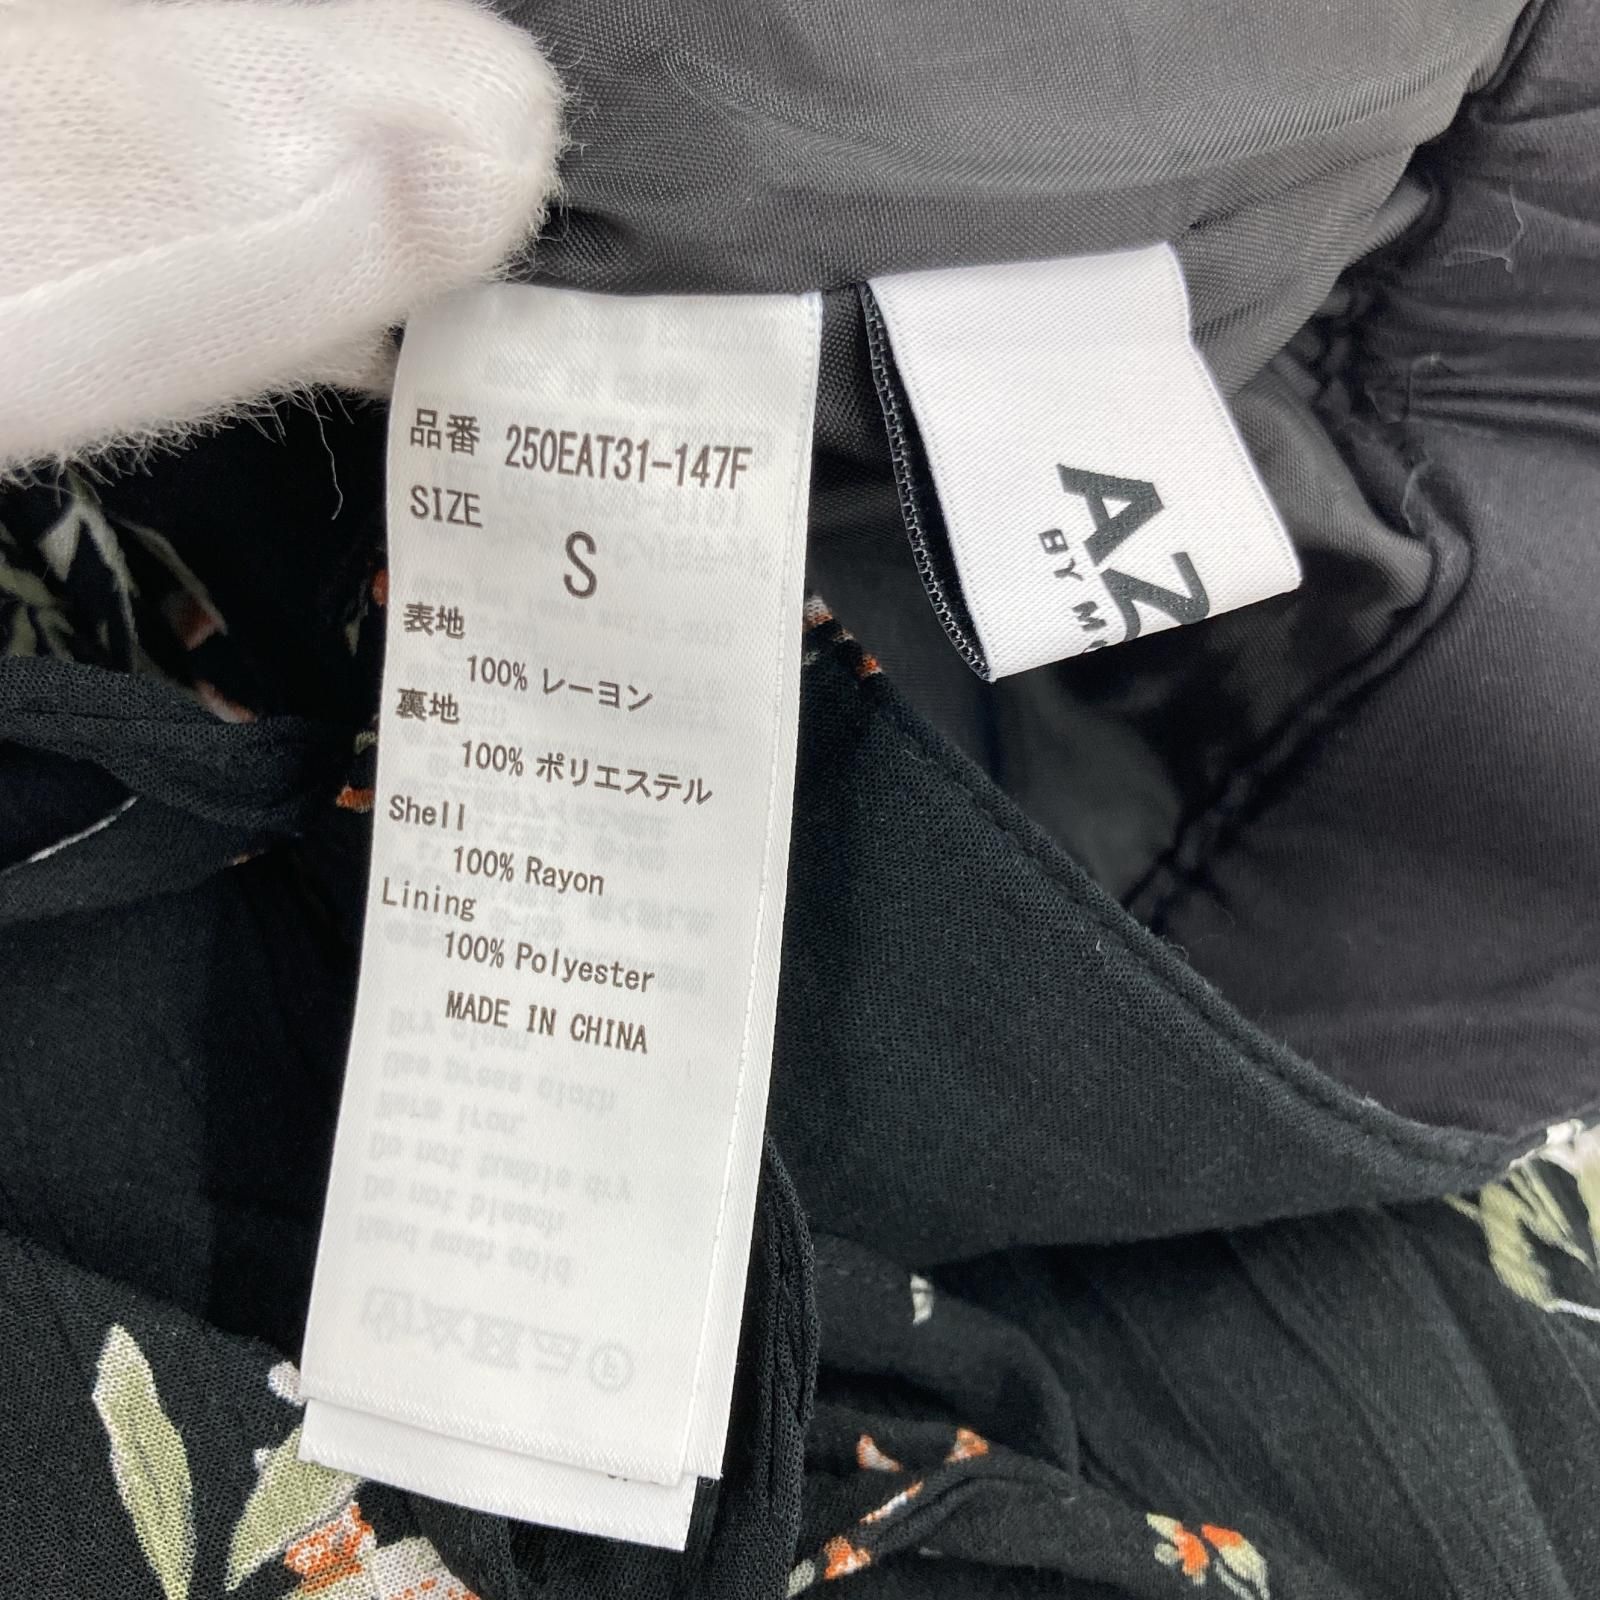 品番 250EAT31-147F
SIZE
S
表地
100% レーヨン
裏地
100% ポリエステル
Shell
100% Rayon
Lining
100% Polyester
MADE IN CHINA
AZ
BY M